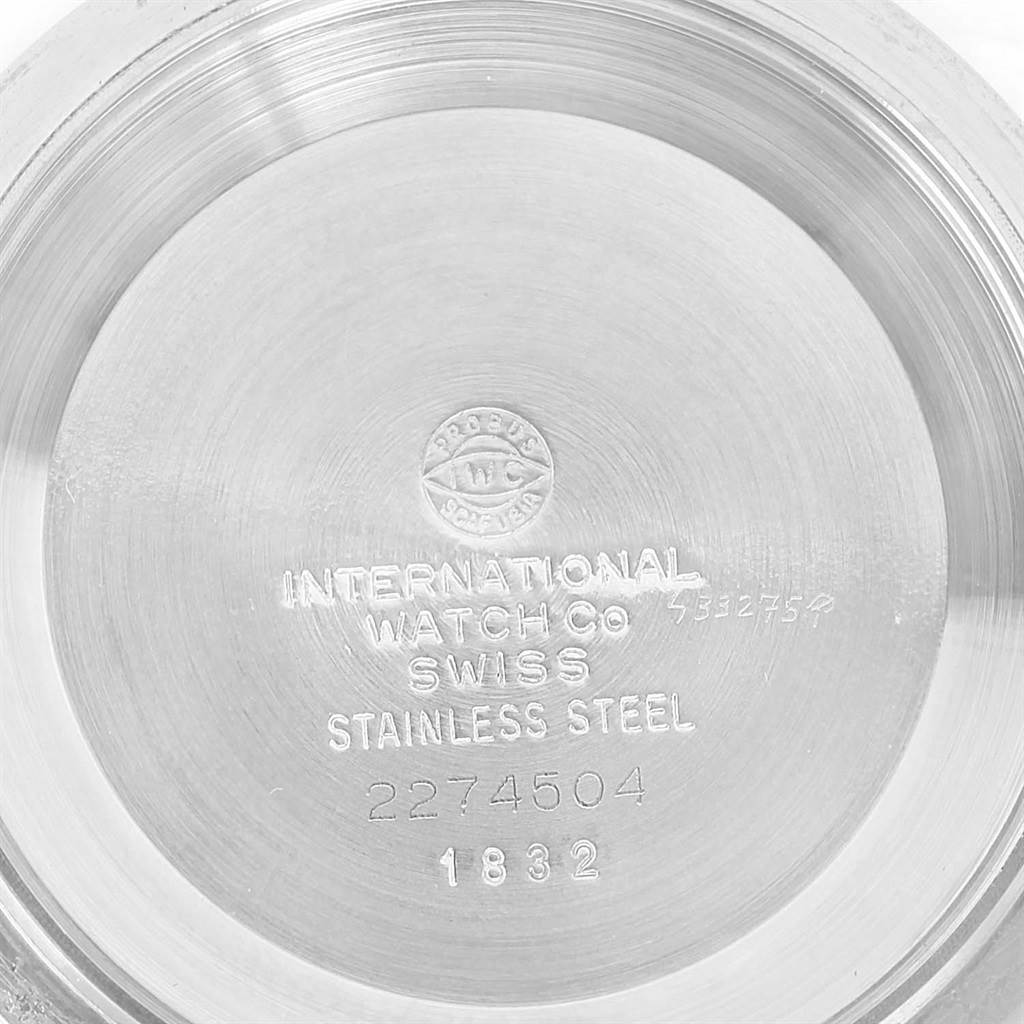 PROBUS
IWC
SCAFUSIA
INTERNATIONAL
WATCH Co
SWISS
STAINLESS STEEL
2274504
1832